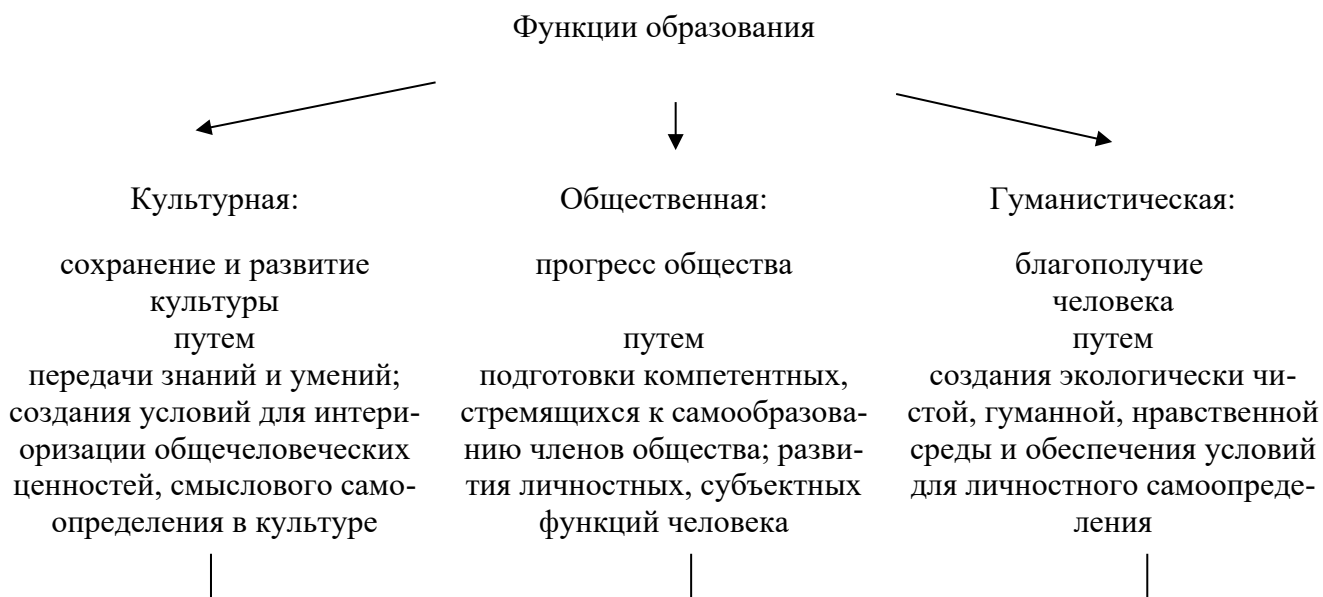 Функции образования
Культурная:
сохранение и развитие
культуры
путем
передачи знаний и умений;
создания условий для интери-
оризации общечеловеческих
ценностей, смыслового само-
определения в культуре
Общественная:
прогресс общества
путем
подготовки компетентных,
стремящихся к самообразова-
нию членов общества; разви-
тия личностных, субъектных
функций человека
Гуманистическая:
благополучие
человека
путем
создания экологически чи-
стой, гуманной, нравственной
среды и обеспечения условий
для личностного самоопреде-
ления